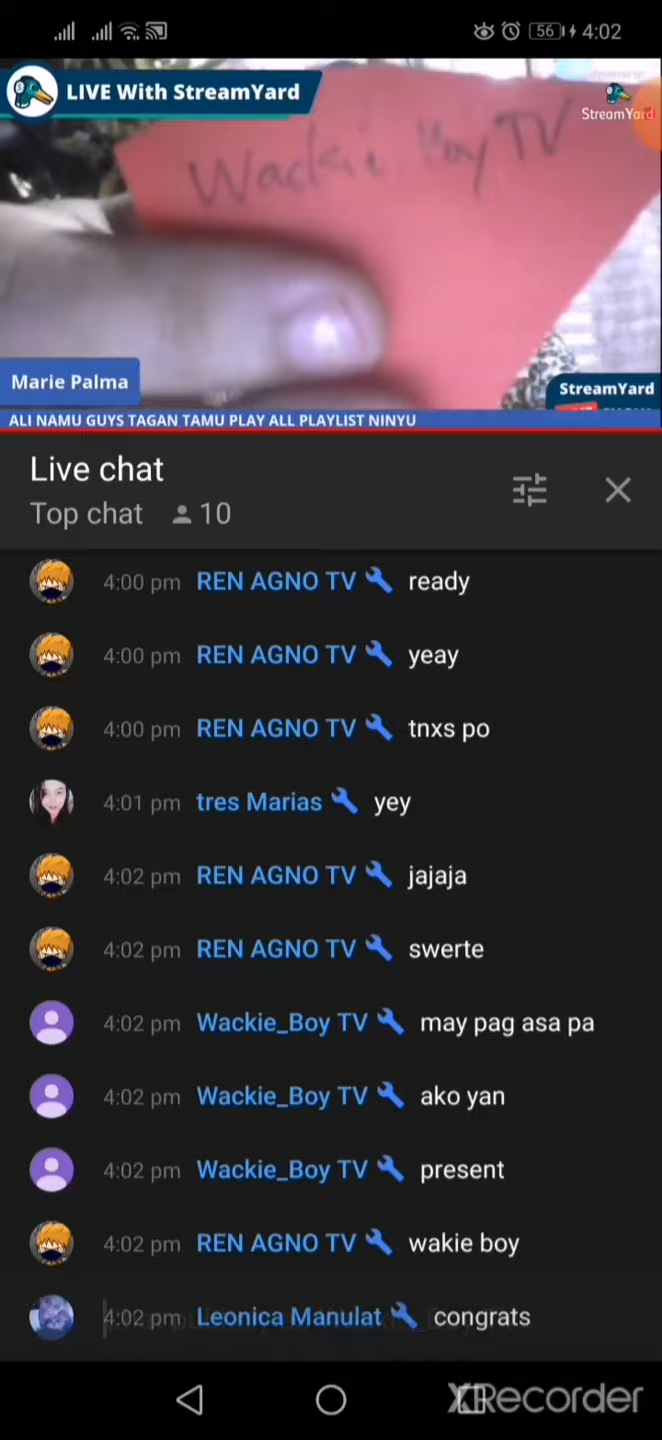 56 4:02
LIVE With StreamYard
StreamYard
Wackie Boy TV
Marie Palma
StreamYard
ALI NAMU GUYS TAGAN TAMU PLAY ALL PLAYLIST NINYU
Live chat
Top chat 10
4:00 pm REN AGNO TV ready
4:00 pm REN AGNO TV yeay
4:00 pm REN AGNO TV tnxs po
4:01 pm tres Marias yey
4:02 pm REN AGNO TV jajaja
4:02 pm REN AGNO TV swerte
4:02 pm Wackie_Boy TV may pag asa pa
4:02 pm Wackie_Boy TV ako yan
4:02 pm Wackie_Boy TV present
4:02 pm REN AGNO TV wakie boy
4:02 pm Leonica Manulat congrats
XRecorder